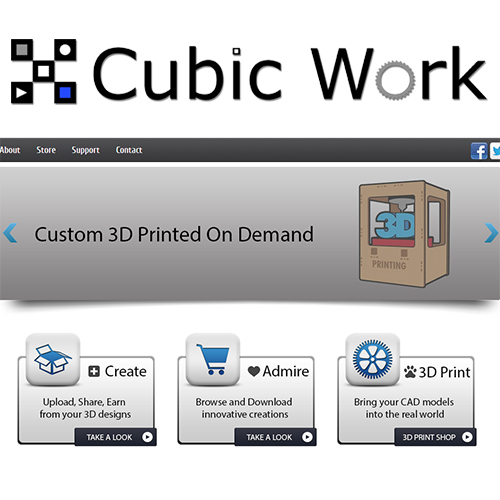 Cubic Work
About Store Support Contact
Custom 3D Printed On Demand
3D
PRINTING
Create
Upload, Share, Earn
from your 3D designs
TAKE A LOOK
Admire
Browse and Download
innovative creations
TAKE A LOOK
3D Print
Bring your CAD models
into the real world
3D PRINT SHOP